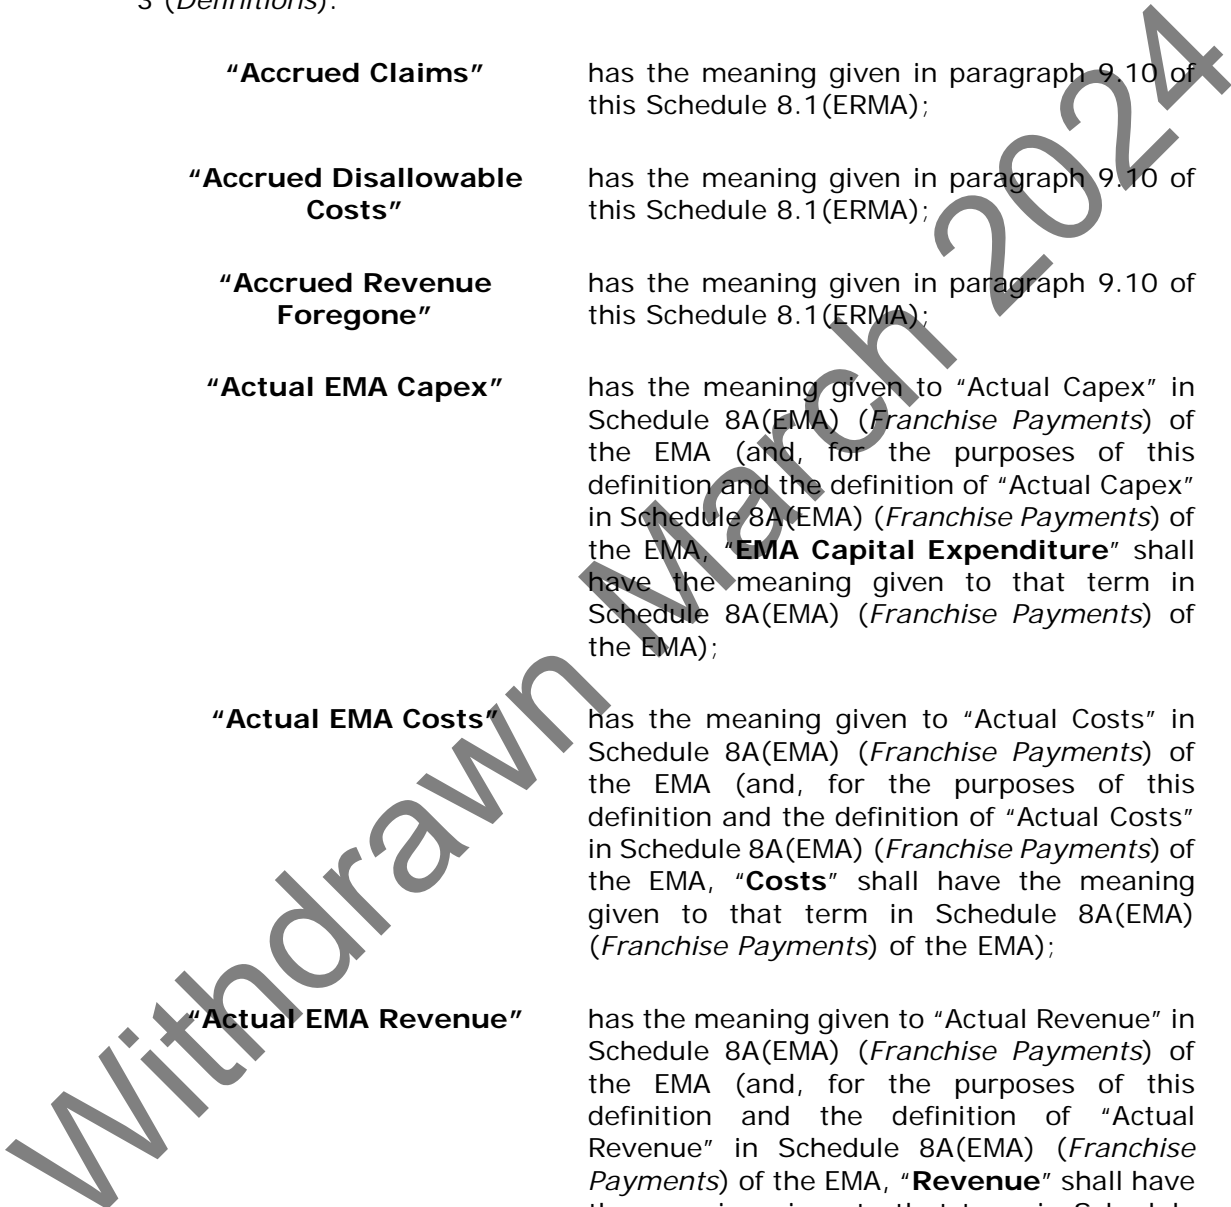 3 (Definitions):
“Accrued Claims” has the meaning given in paragraph 9.10 of
this Schedule 8.1(ERMA);
“Accrued Disallowable has the meaning given in paragraph 9.10 of
Costs” this Schedule 8.1(ERMA);
“Accrued Revenue has the meaning given in paragraph 9.10 of
Foregone” this Schedule 8.1(ERMA);
“Actual EMA Capex” has the meaning given to “Actual Capex” in
Schedule 8A(EMA) (Franchise Payments) of
the EMA (and, for the purposes of this
definition and the definition of “Actual Capex”
in Schedule 8A(EMA) (Franchise Payments) of
the EMA, “EMA Capital Expenditure” shall
have the meaning given to that term in
Schedule 8A(EMA) (Franchise Payments) of
the EMA);
“Actual EMA Costs” has the meaning given to “Actual Costs” in
Schedule 8A(EMA) (Franchise Payments) of
the EMA (and, for the purposes of this
definition and the definition of “Actual Costs”
in Schedule 8A(EMA) (Franchise Payments) of
the EMA, “Costs” shall have the meaning
given to that term in Schedule 8A(EMA)
(Franchise Payments) of the EMA);
“Actual EMA Revenue” has the meaning given to “Actual Revenue” in
Schedule 8A(EMA) (Franchise Payments) of
the EMA (and, for the purposes of this
definition and the definition of “Actual
Revenue” in Schedule 8A(EMA) (Franchise
Payments) of the EMA, “Revenue” shall have
the meaning given to that term in Schedule
Withdrawn March 2024